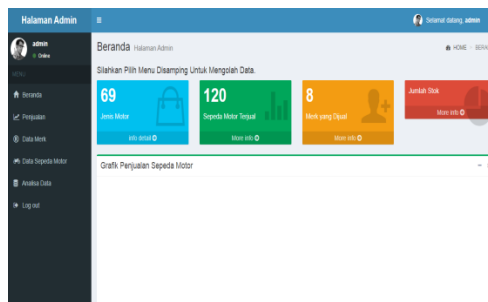 Halaman Admin
Selamat datang, admin
admin
Online
MENU
Beranda
Penjualan
Data Merk
Data Sepeda Motor
Analisa Data
Log out
Beranda Halaman Admin
HOME > BERA
Silahkan Pilih Menu Disamping Untuk Mengolah Data.
69
Jenis Motor
Info detail
120
Sepeda Motor Terjual
More info
8
Merk yang Dijual
More info
Jumlah Stok
More info
Grafik Penjualan Sepeda Motor